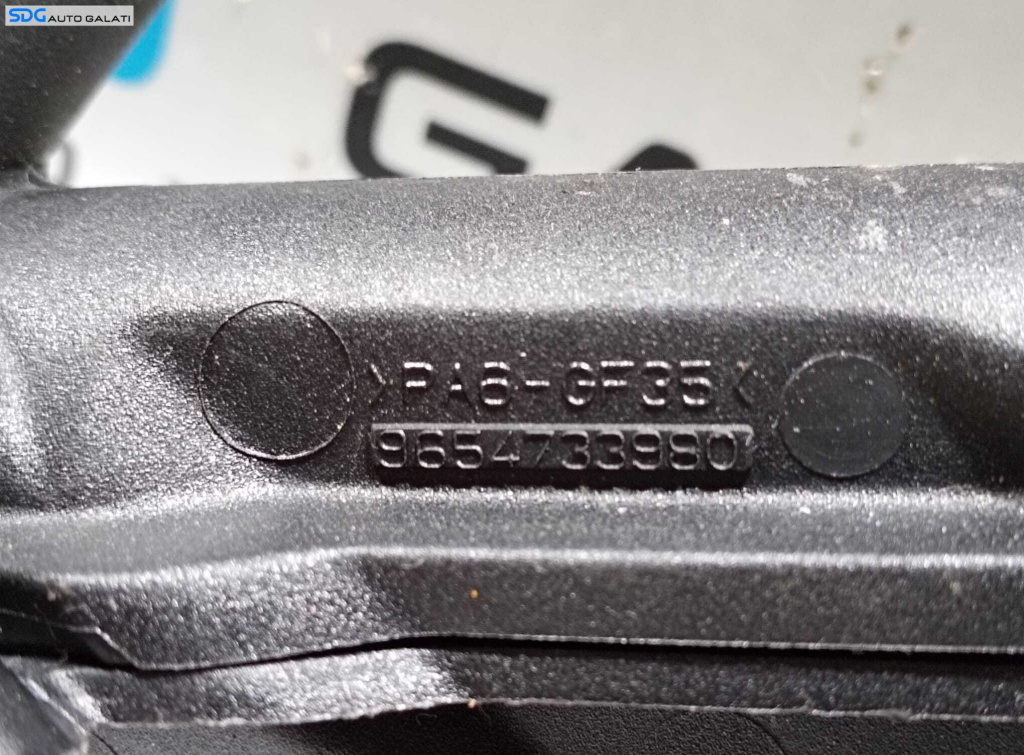 SDG AUTO GALATI
>PA6-GF35<
9654733980